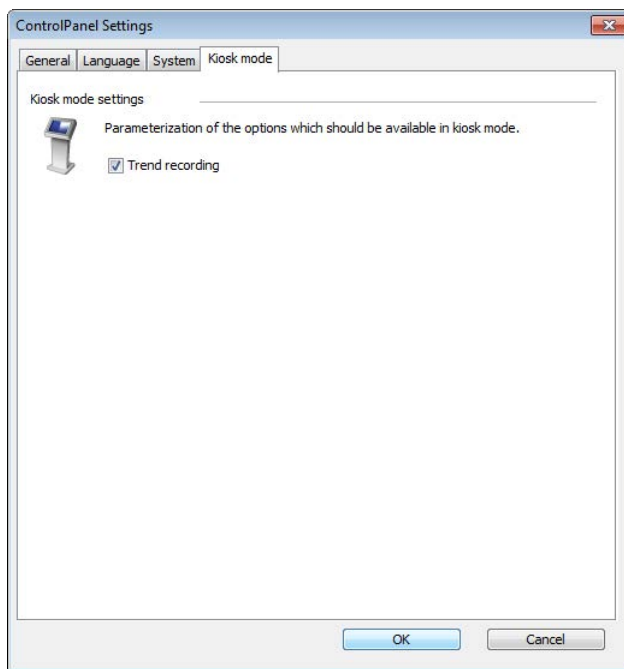 ControlPanel Settings
General Language System Kiosk mode
Kiosk mode settings
Parameterization of the options which should be available in kiosk mode.
Trend recording
OK Cancel